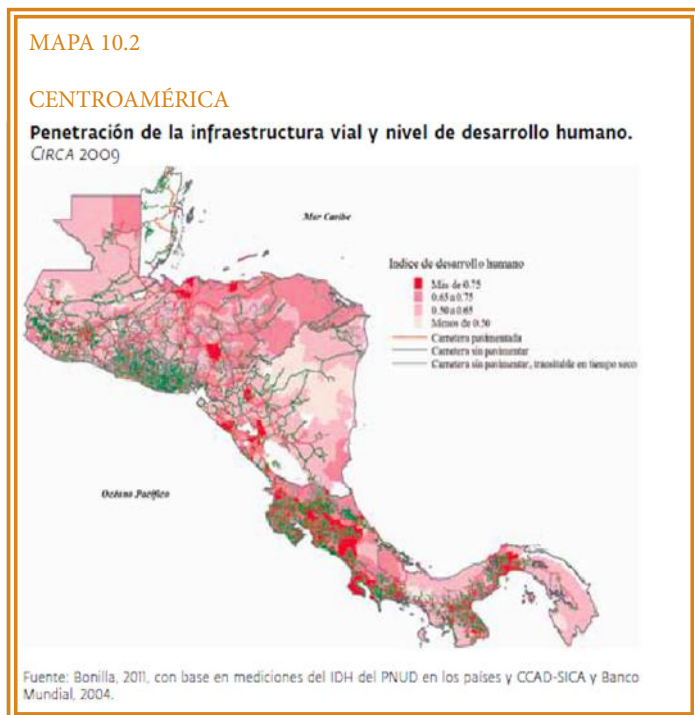 MAPA 10.2
CENTROAMÉRICA
Penetración de la infraestructura vial y nivel de desarrollo humano.
CIRCA 2009
Mar Caribe
Indice de desarrollo humano
Más de 0.75
0.65 a 0.75
0.50 a 0.65
Menos de 0.50
Carretera pavimentada
Carretera sin pavimentar
Carretera sin pavimentar, transitable en tiempo seco
Océano Pacífico
Fuente: Bonilla, 2011, con base en mediciones del IDH del PNUD en los países y CCAD-SICA y Banco
Mundial, 2004.